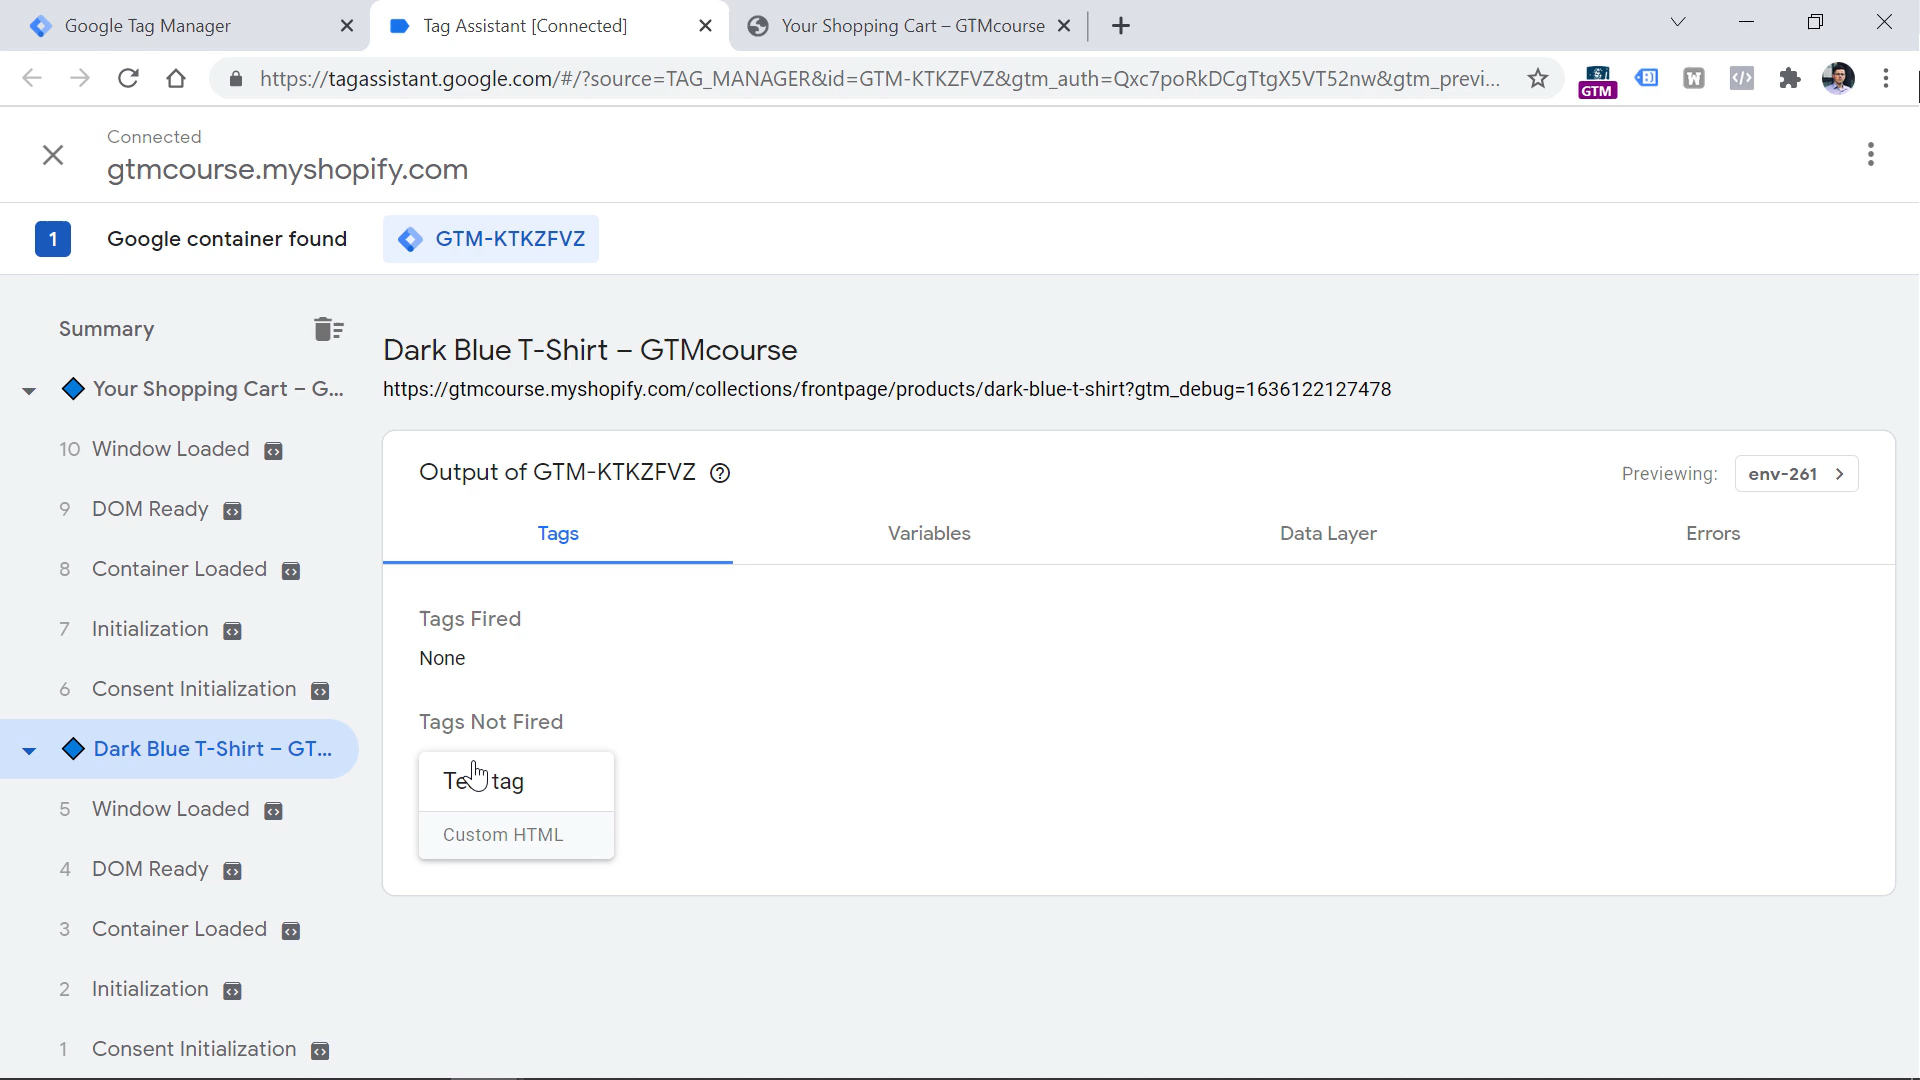 Google Tag Manager
Tag Assistant [Connected]
Your Shopping Cart – GTMcourse
https://tagassistant.google.com/#/?source=TAG_MANAGER&id=GTM-KTKZFVZ&gtm_auth=Qxc7poRkDCgTtgX5VT52nw&gtm_previ...
GTM
W
Connected
gtmcourse.myshopify.com
1 Google container found GTM-KTKZFVZ
Summary
Your Shopping Cart – G...
10 Window Loaded
9 DOM Ready
8 Container Loaded
7 Initialization
6 Consent Initialization
Dark Blue T-Shirt – GT...
5 Window Loaded
4 DOM Ready
3 Container Loaded
2 Initialization
1 Consent Initialization
Dark Blue T-Shirt – GTMcourse
https://gtmcourse.myshopify.com/collections/frontpage/products/dark-blue-t-shirt?gtm_debug=1636122127478
Output of GTM-KTKZFVZ
Previewing: env-261
Tags Variables Data Layer Errors
Tags Fired
None
Tags Not Fired
tag
Custom HTML